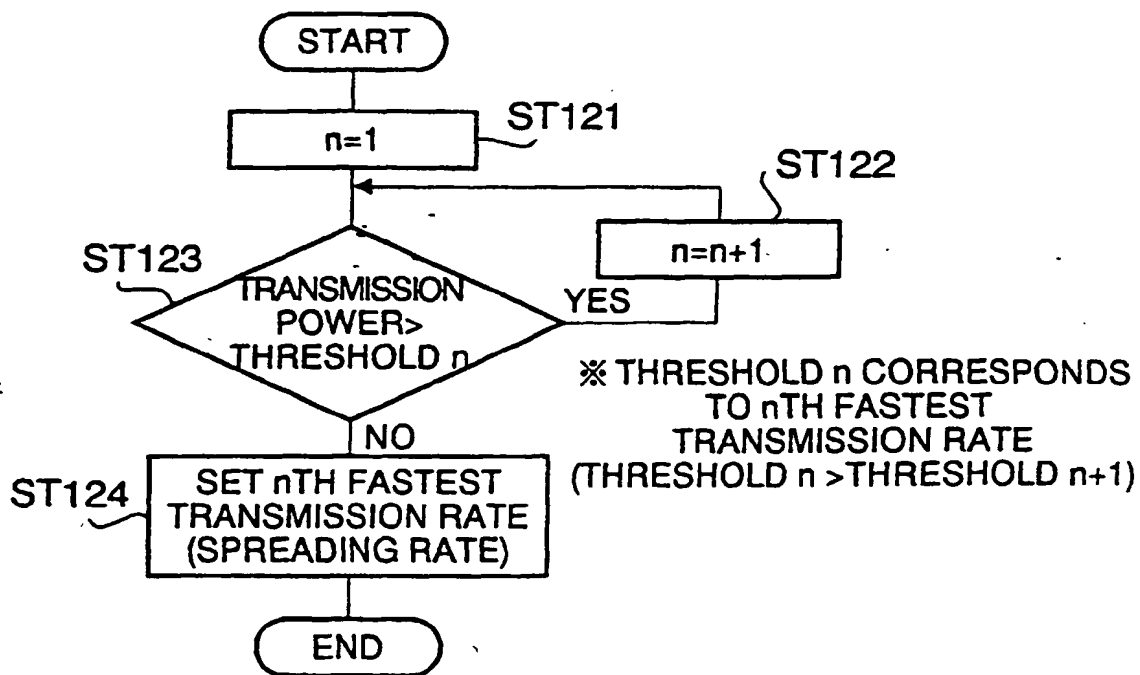 START
n=1
ST121
ST122
n=n+1
ST123
TRANSMISSION
POWER>
THRESHOLD n
YES
※ THRESHOLD n CORRESPONDS
TO nTH FASTEST
TRANSMISSION RATE
(THRESHOLD n >THRESHOLD n+1)
NO
ST124
SET nTH FASTEST
TRANSMISSION RATE
(SPREADING RATE)
END